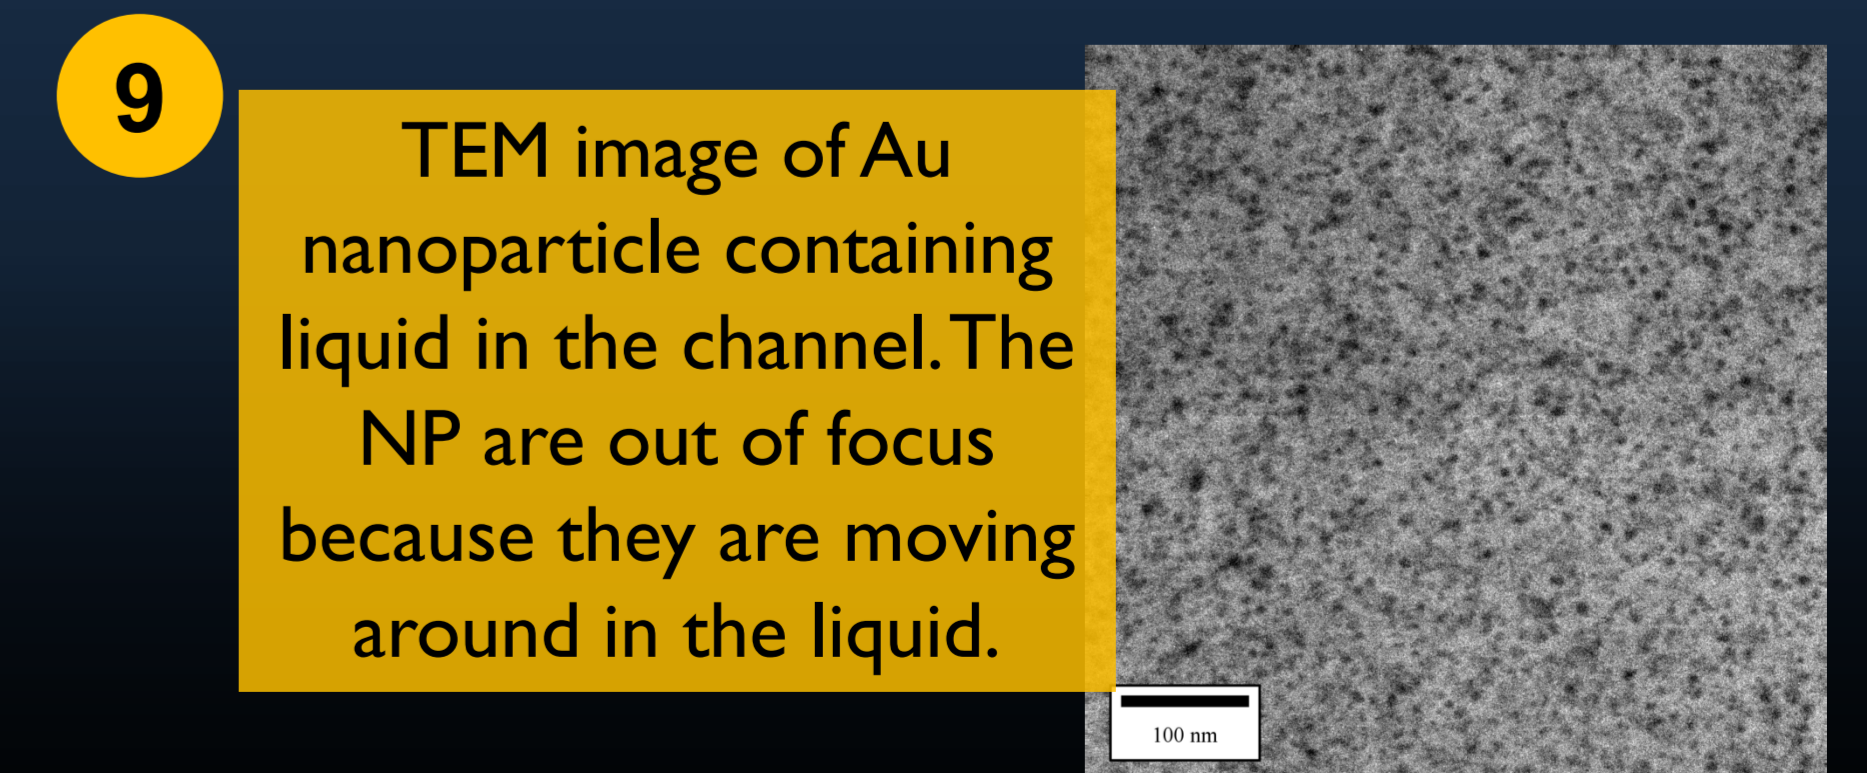 9
TEM image of Au
nanoparticle containing
liquid in the channel. The
NP are out of focus
because they are moving
around in the liquid.
100 nm